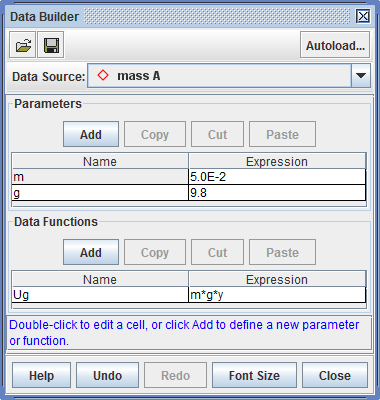 Data Builder
Autoload...
Data Source: mass A
Parameters
Add Copy Cut Paste
Name Expression
m 5.0E-2
g 9.8
Data Functions
Add Copy Cut Paste
Name Expression
Ug m*g*y
Double-click to edit a cell, or click Add to define a new parameter
or function.
Help Undo Redo Font Size Close